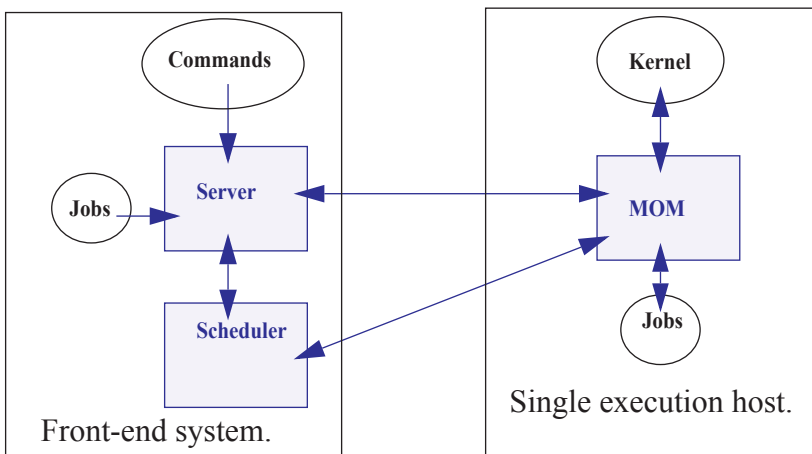 Commands
Kernel
Server
Jobs
MOM
Scheduler
Jobs
Front-end system.
Single execution host.